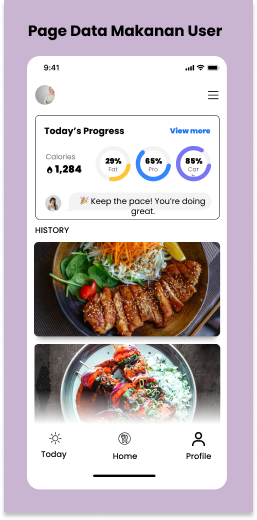 Page Data Makanan User
9:41
Today's Progress
View more
Calories
1,284
29%
Fat
65%
Pro
85%
Car
🎉 Keep the pace! You're doing
great.
HISTORY
Today
Home
Profile